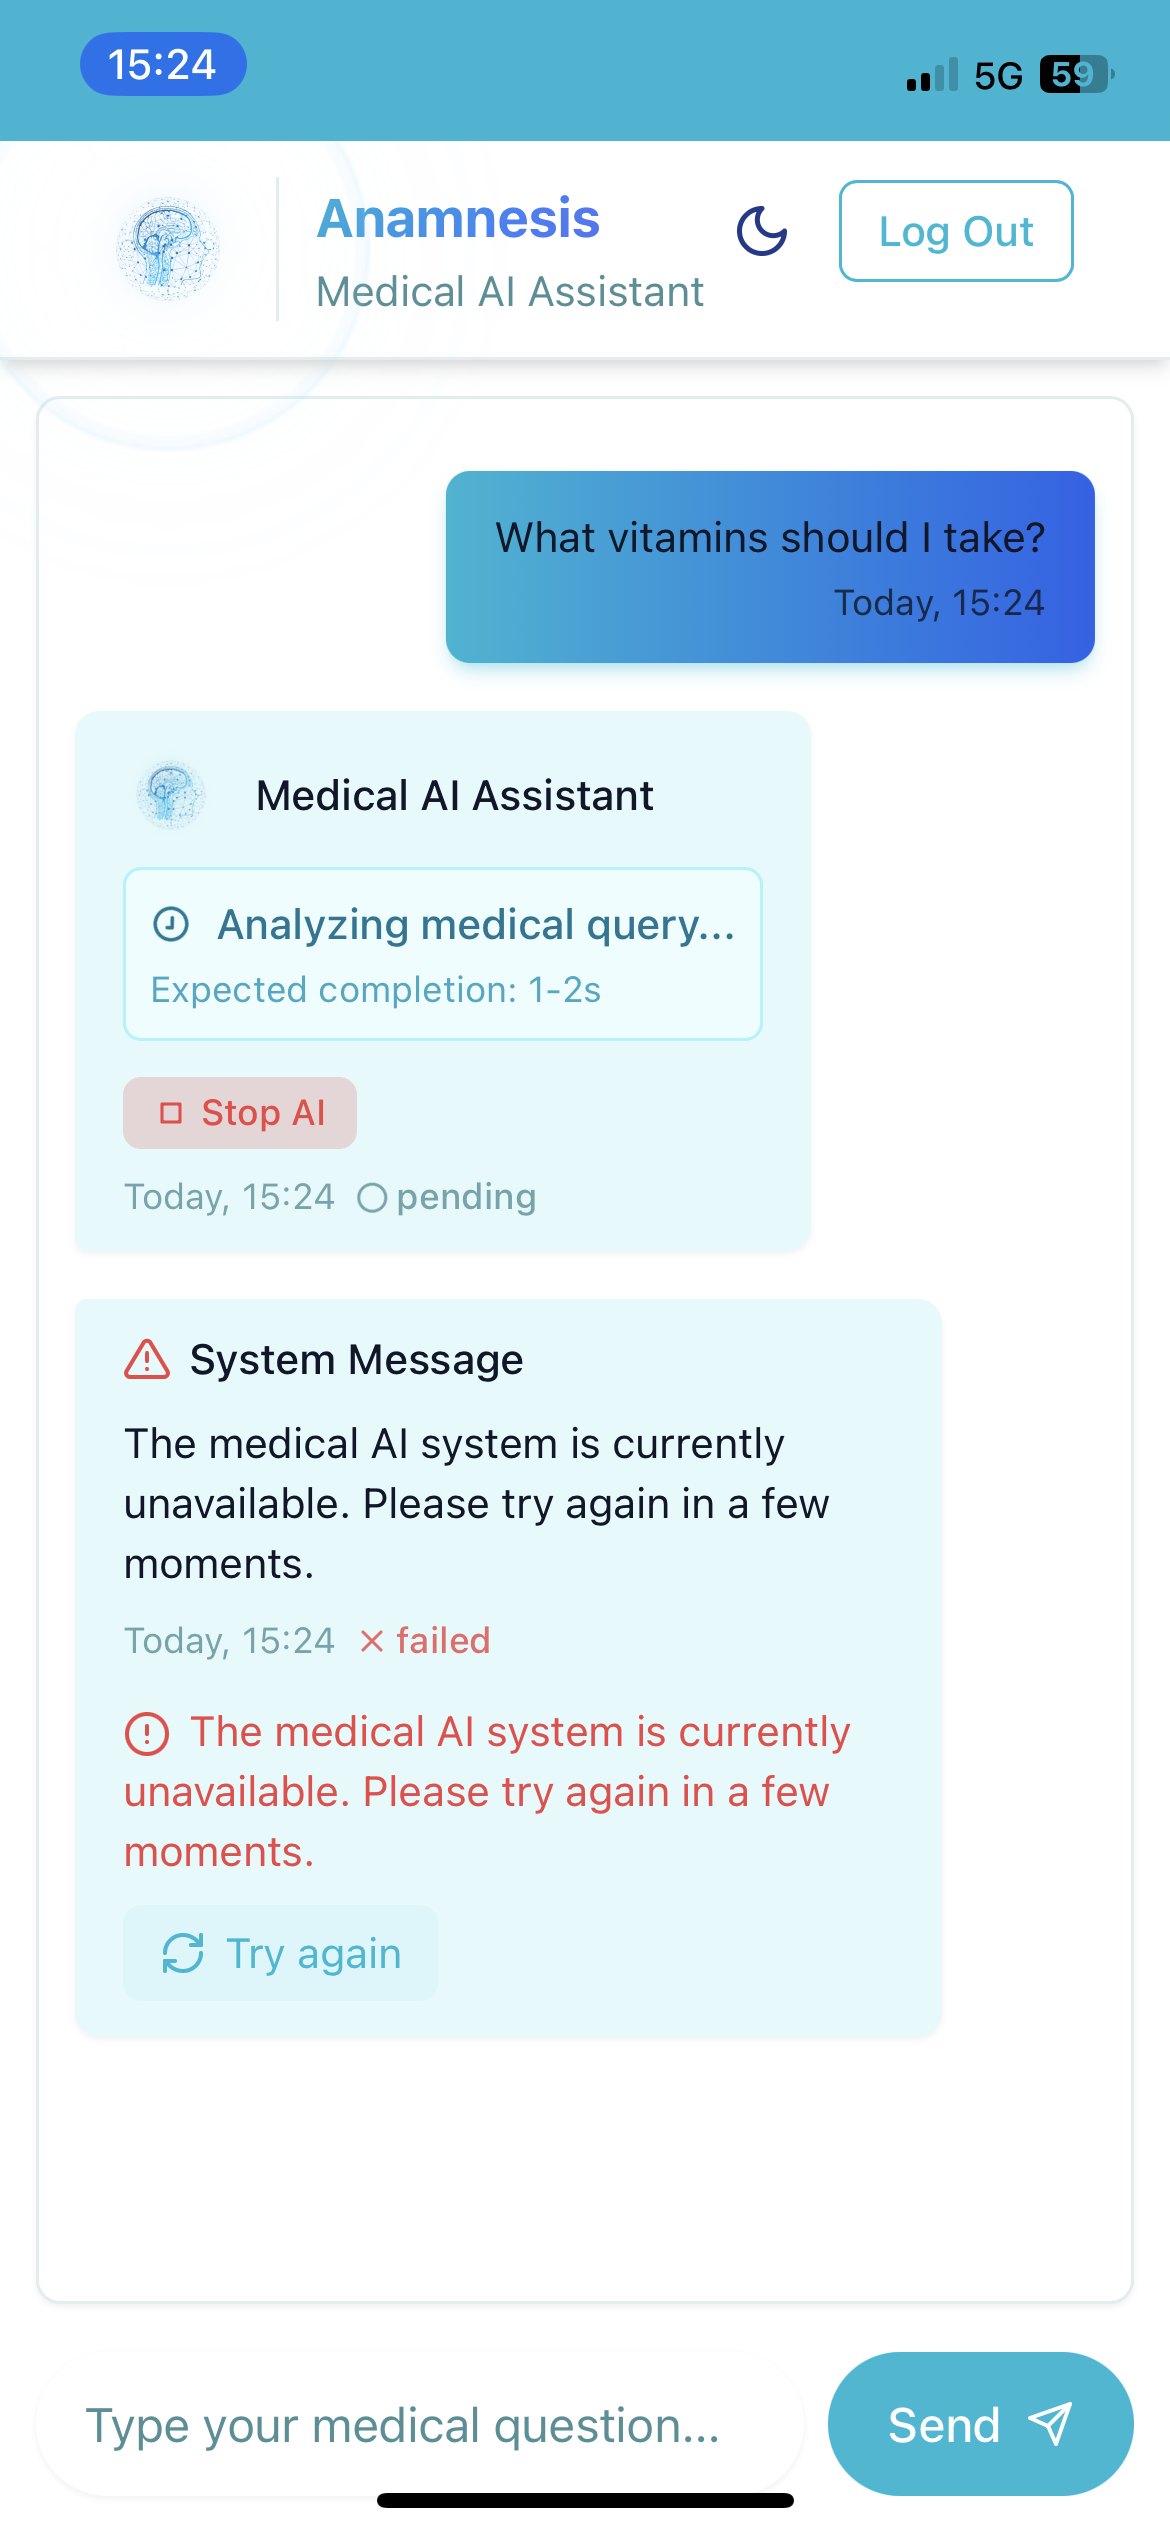 15:24
5G 59
Anamnesis
Medical AI Assistant
Log Out
What vitamins should I take?
Today, 15:24
Medical AI Assistant
Analyzing medical query...
Expected completion: 1-2s
Stop AI
Today, 15:24 pending
System Message
The medical AI system is currently
unavailable. Please try again in a few
moments.
Today, 15:24 failed
The medical AI system is currently
unavailable. Please try again in a few
moments.
Try again
Type your medical question...
Send